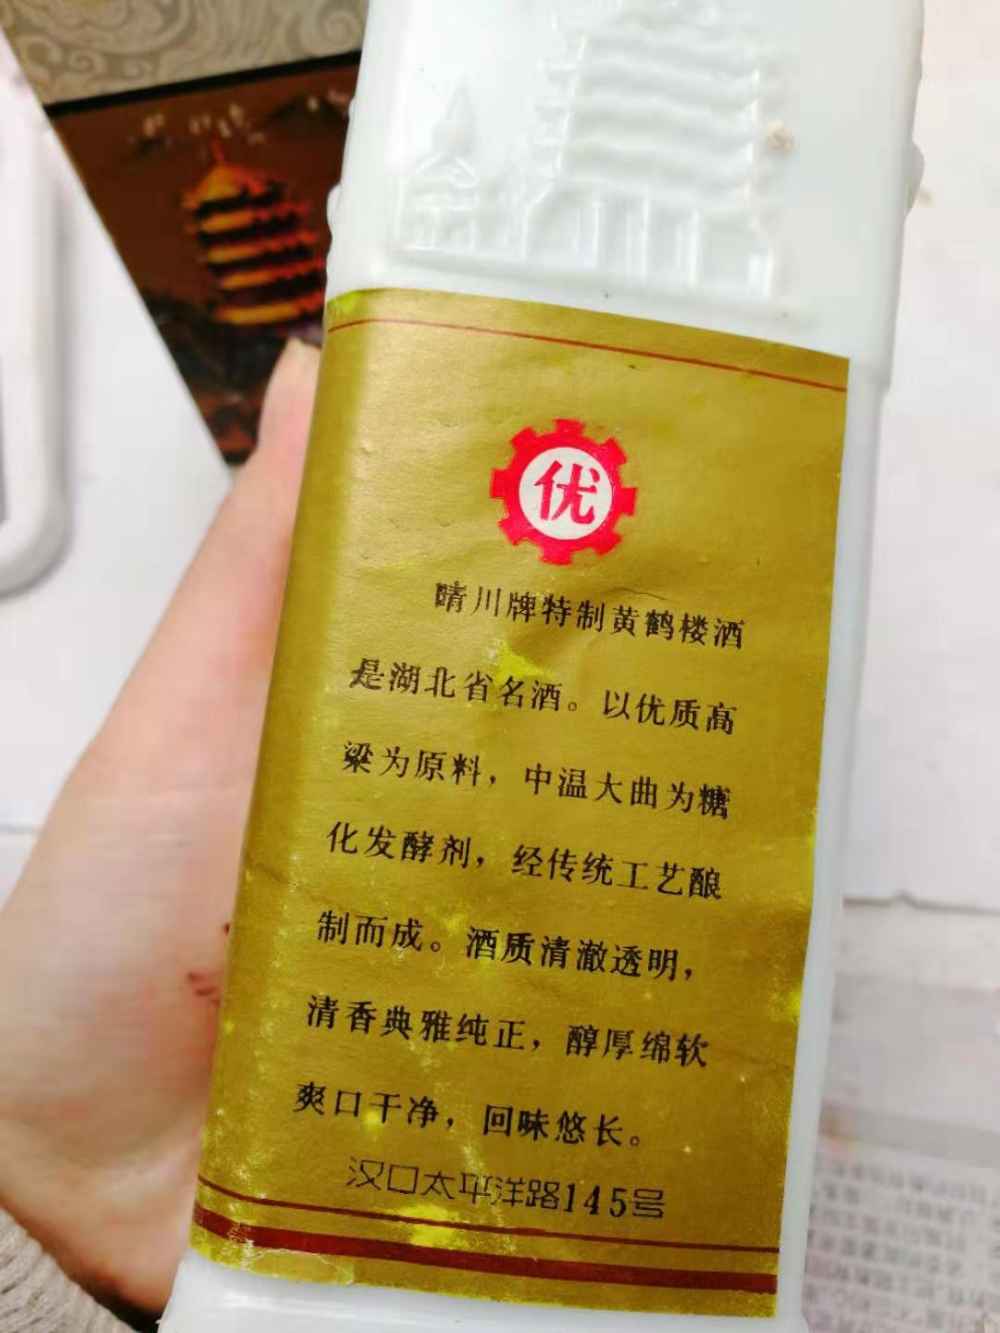 优
晴川牌特制黄鹤楼酒
是湖北省名酒。以优质高
粱为原料，中温大曲为糖
化发酵剂，经传统工艺酿
制而成。酒质清澈透明，
清香典雅纯正，醇厚绵软
爽口干净，回味悠长。
汉口太平洋路145号